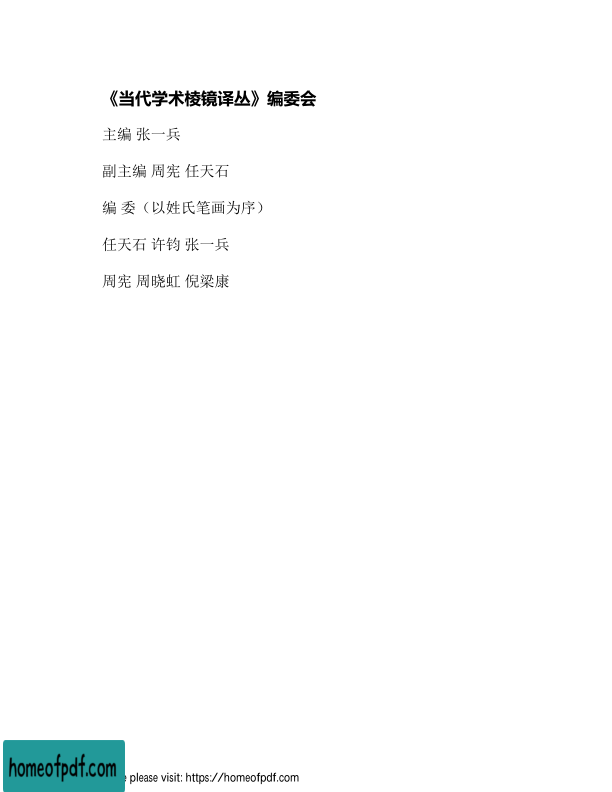 《当代学术棱镜译丛》编委会
主编 张一兵
副主编 周宪 任天石
编 委（以姓氏笔画为序）
任天石 许钧 张一兵
周宪 周晓虹 倪梁康
homeofpdf.com
please visit: https://homeofpdf.com